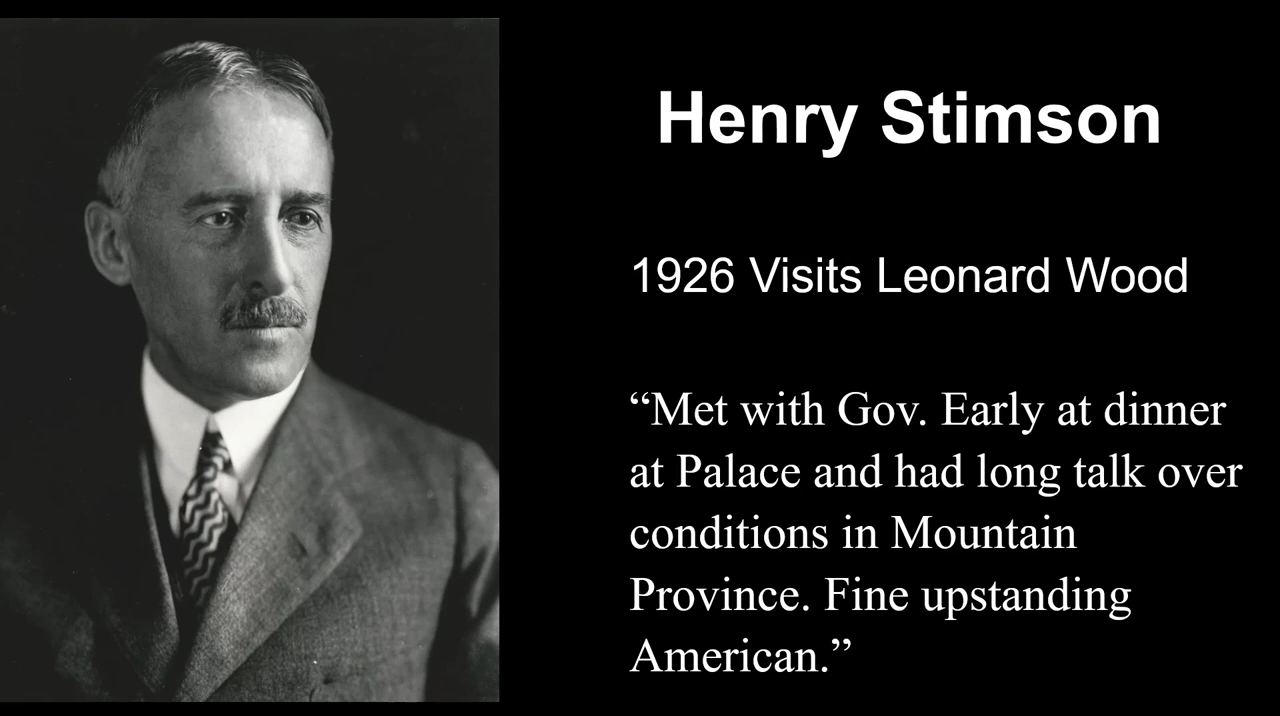 Henry Stimson
1926 Visits Leonard Wood
“Met with Gov. Early at dinner
at Palace and had long talk over
conditions in Mountain
Province. Fine upstanding
American.”